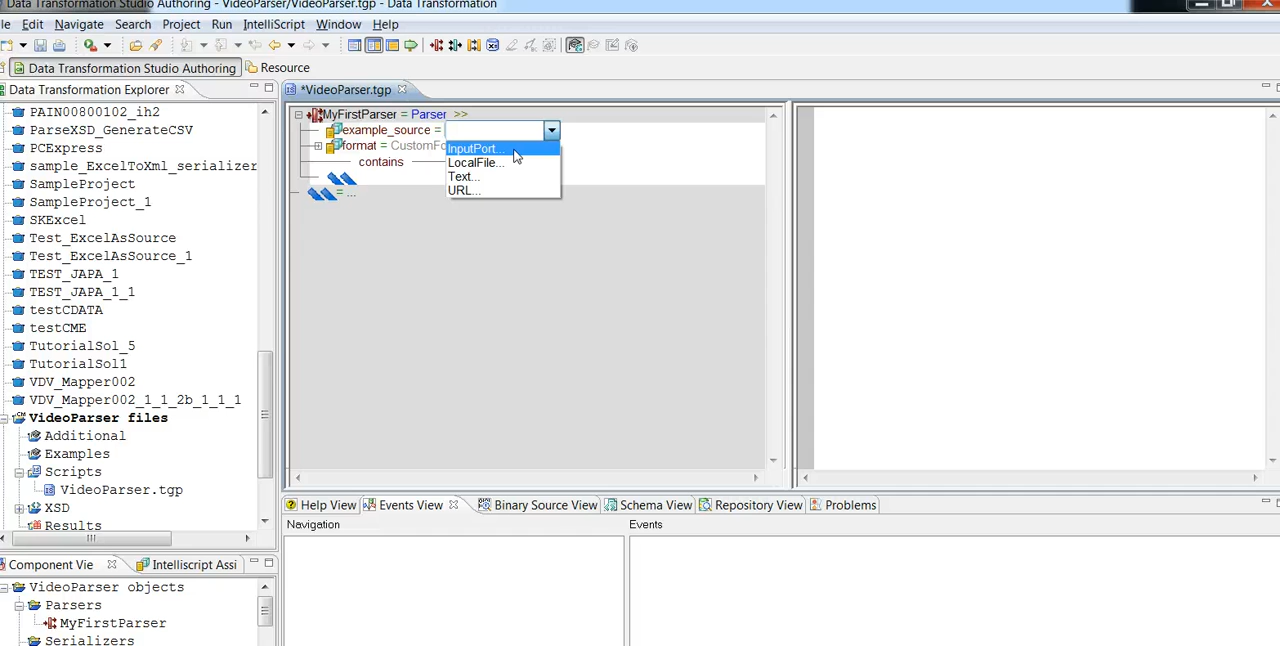 Data Transformation Studio Authoring - VideoParser/VideoParser.tgp - Data Transformation
le Edit Navigate Search Project Run IntelliScript Window Help
Data Transformation Studio Authoring Resource
Data Transformation Explorer
*VideoParser.tgp
PAIN00800102_ih2
ParseXSD_GenerateCSV
PCExpress
sample_ExcelToXml_serializer
SampleProject
SampleProject_1
SKExcel
Test_ExcelAsSource
Test_ExcelAsSource_1
TEST_JAPA_1
TEST_JAPA_1_1
testCDATA
testCME
TutorialSol_5
TutorialSol1
VDV_Mapper002
VDV_Mapper002_1_1_2b_1_1_1
VideoParser files
Additional
Examples
Scripts
VideoParser.tgp
XSD
Results
MyFirstParser = Parser >>
example_source =
format = CustomFo
contains
= ...
InputPort...
LocalFile...
Text...
URL...
Help View Events View Binary Source View Schema View Repository View Problems
Navigation Events
Component Vie Intelliscript Assi
VideoParser objects
Parsers
MyFirstParser
Serializers